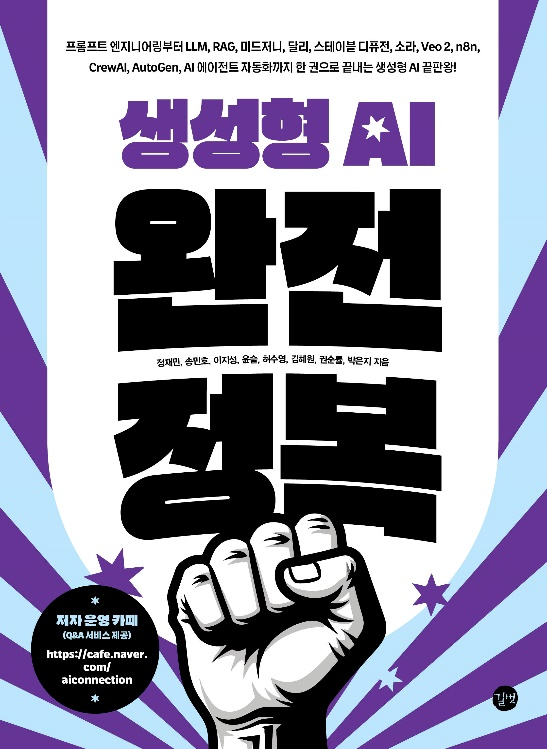 프롬프트 엔지니어링부터 LLM, RAG, 미드저니, 달리, 스테이블 디퓨전, 소라, Veo 2, n8n,
CrewAI, AutoGen, AI 에이전트 자동화까지 한 권으로 끝내는 생성형 AI 끝판왕!
생성형 AI
완전
정재민, 송민호, 이지성, 윤슬, 허수영, 김혜원, 권순률, 박은지 지음
정복
저자 운영 카페
(Q&A 서비스 제공)
https://cafe.naver.
com/
aiconnection
길벗